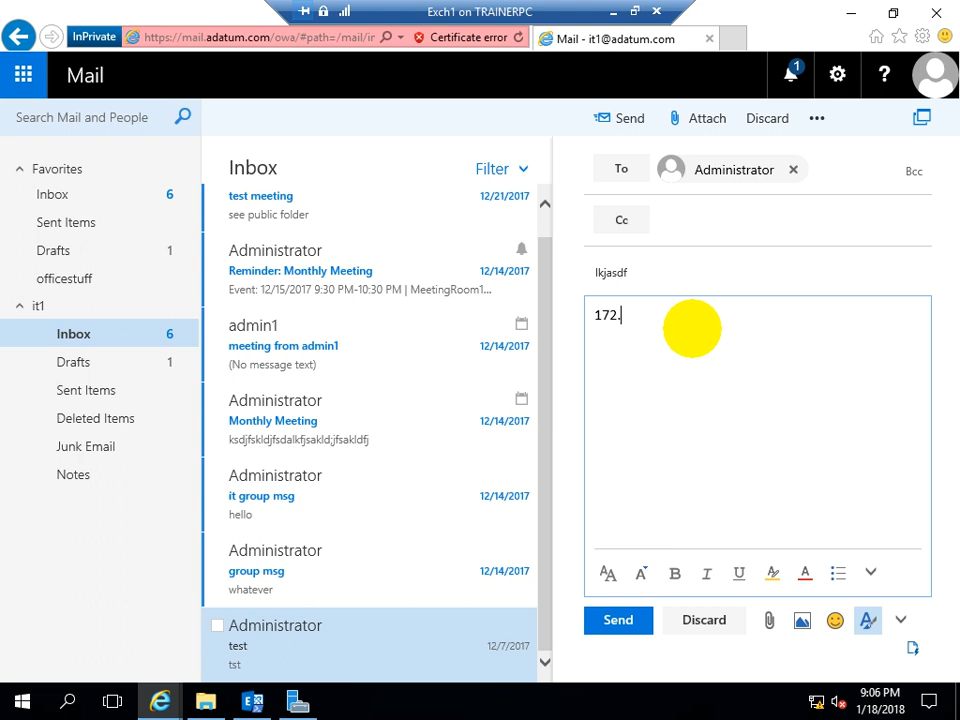 Exch1 on TRAINERPC
InPrivate
https://mail.adatum.com/owa/#path=/mail/in
Certificate error
Mail - it1@adatum.com
Mail
1
?
Search Mail and People
Send
Attach
Discard
Favorites
Inbox 6
Sent Items
Drafts 1
officestuff
it1
Inbox 6
Drafts 1
Sent Items
Deleted Items
Junk Email
Notes
Inbox
Filter
test meeting 12/21/2017
see public folder
Administrator
Reminder: Monthly Meeting 12/14/2017
Event: 12/15/2017 9:30 PM-10:30 PM | MeetingRoom1...
admin1
meeting from admin1 12/14/2017
(No message text)
Administrator
Monthly Meeting 12/14/2017
ksdjfskldjfsdalkfjsakld;jfsakldfj
Administrator
it group msg 12/14/2017
hello
Administrator
group msg 12/14/2017
whatever
Administrator
test 12/7/2017
tst
To
Administrator
Bcc
Cc
lkjasdf
172.
Send
Discard
9:06 PM
1/18/2018